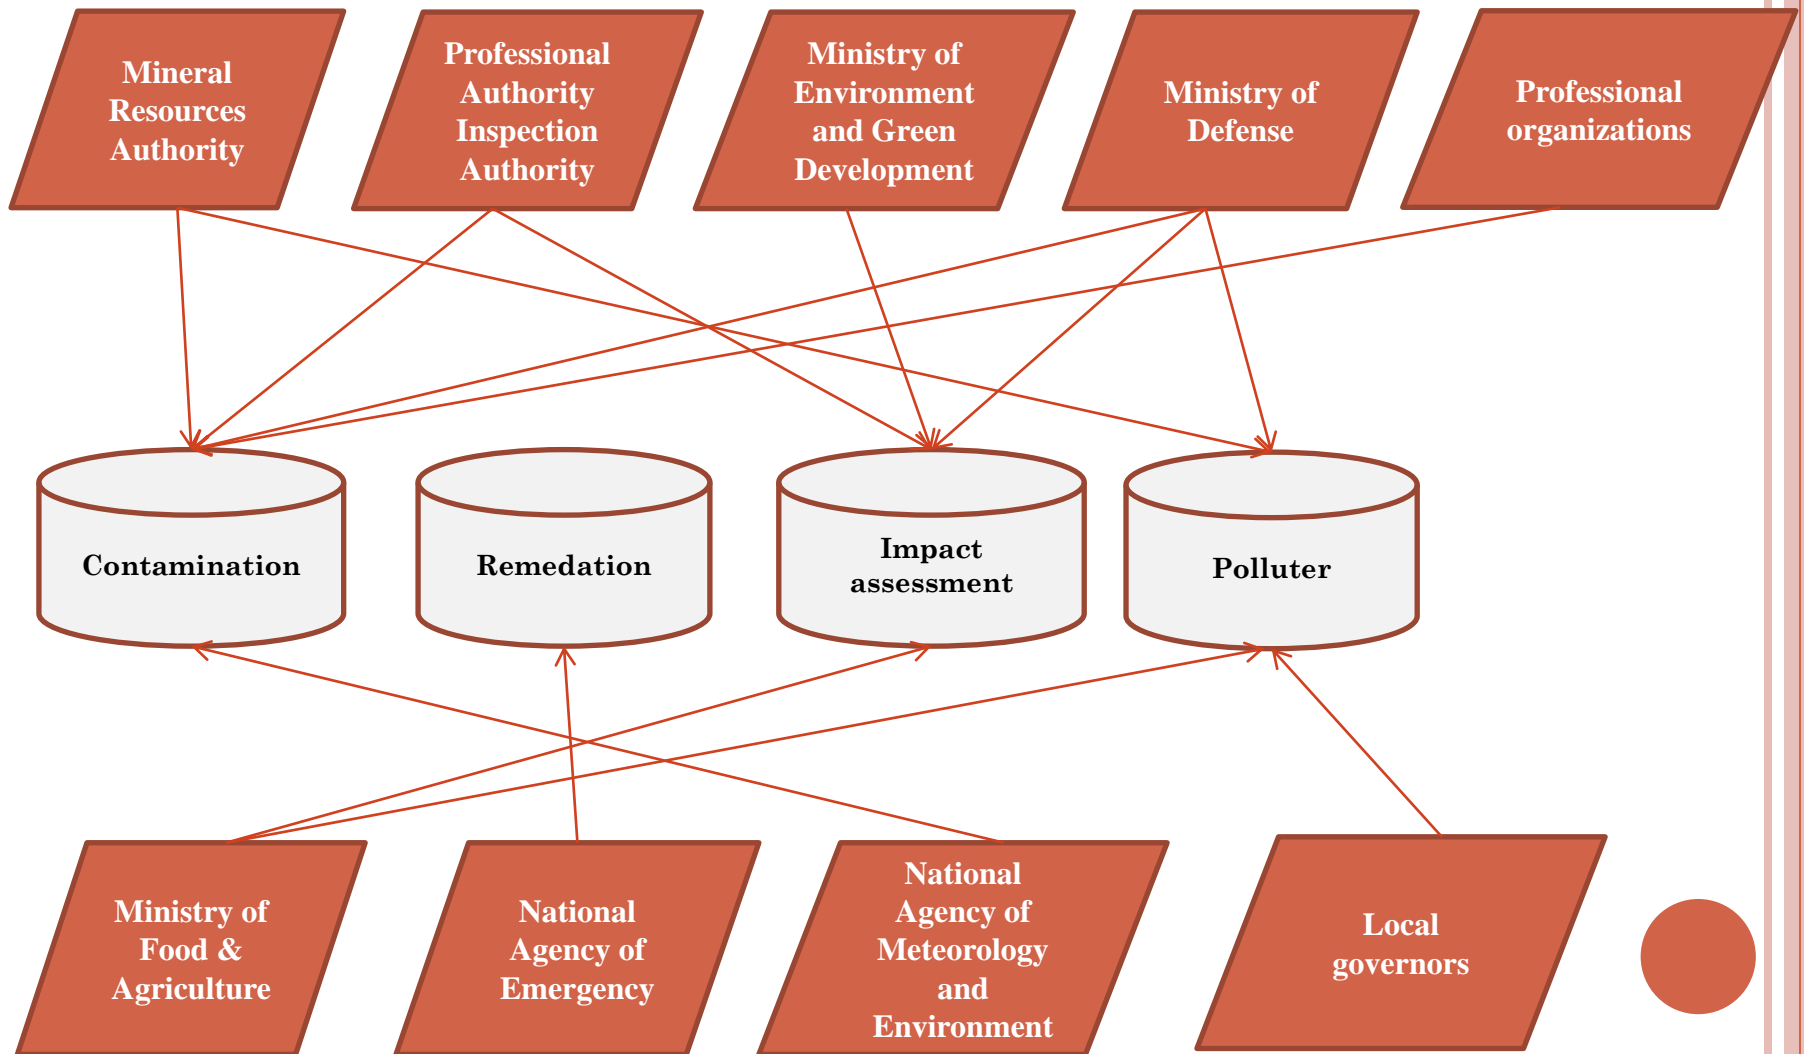 Mineral
Resources
Authority
Professional
Authority
Inspection
Authority
Ministry of
Environment
and Green
Development
Ministry of
Defense
Professional
organizations
Contamination
Remedation
Impact
assessment
Polluter
Ministry of
Food &
Agriculture
National
Agency of
Emergency
National
Agency of
Meteorology
and
Environment
Local
governors